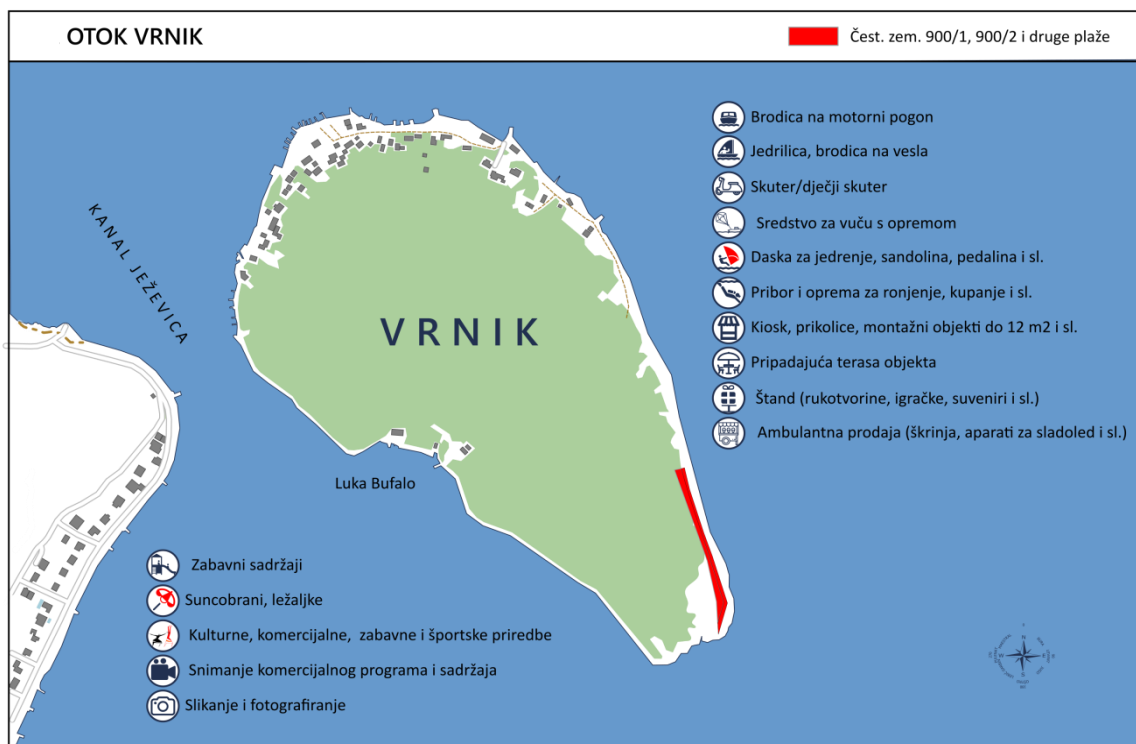 OTOK VRNIK
Čest. zem. 900/1, 900/2 i druge plaže
Brodica na motorni pogon
Jedrilica, brodica na vesla
Skuter/dječji skuter
Sredstvo za vuču s opremom
Daska za jedrenje, sandolina, pedalina i sl.
Pribor i oprema za ronjenje, kupanje i sl.
Kiosk, prikolice, montažni objekti do 12 m2 i sl.
Pripadajuća terasa objekta
Štand (rukotvorine, igračke, suveniri i sl.)
Ambulantna prodaja (škrinja, aparati za sladoled i sl.)
KANAL JEŽEVICA
VRNIK
Luka Bufalo
Zabavni sadržaji
Suncobrani, ležaljke
Kulturne, komercijalne, zabavne i športske priredbe
Snimanje komercijalnog programa i sadržaja
Slikanje i fotografiranje